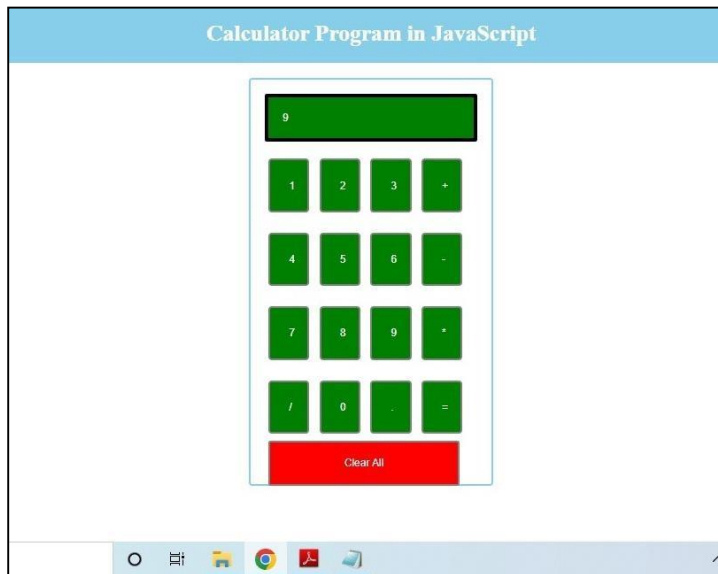 Calculator Program in JavaScript
9
1 2 3 +
4 5 6 -
7 8 9 *
/ 0 . =
Clear All